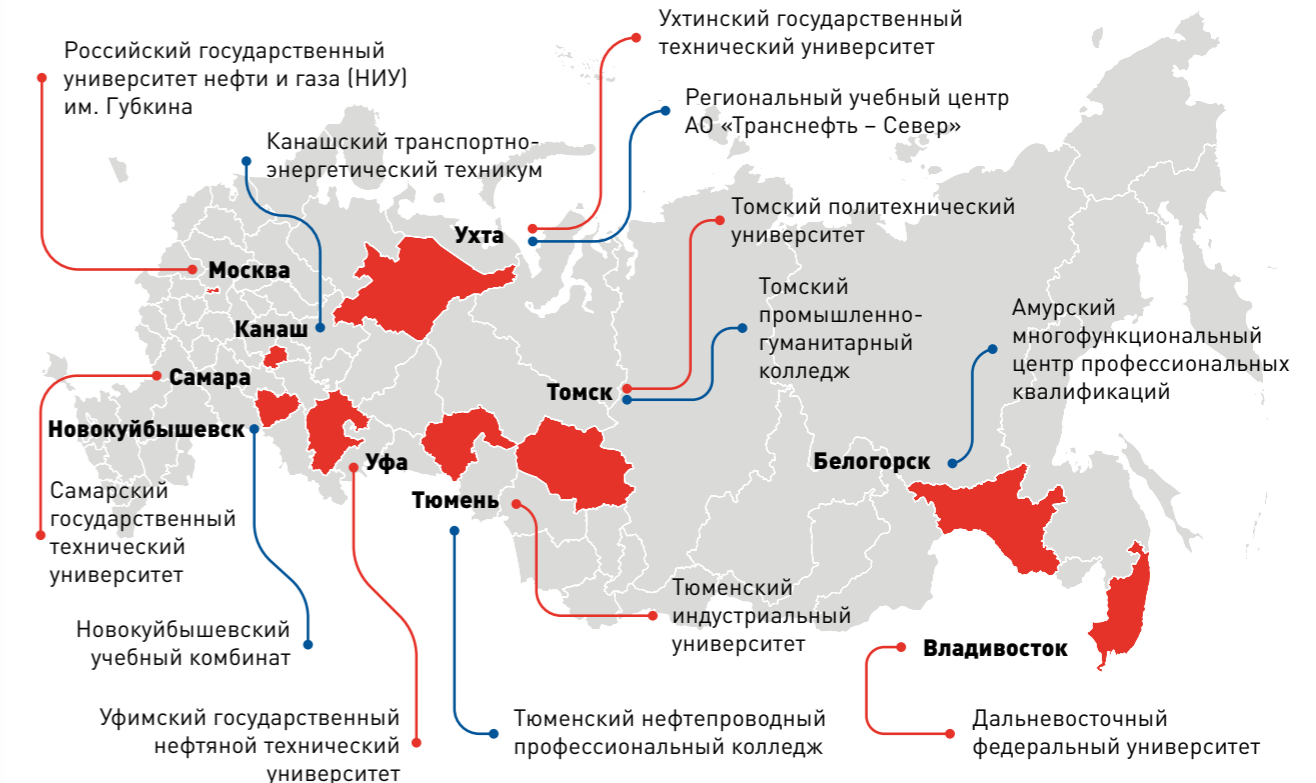 Российский государственный
университет нефти и газа (НИУ)
им. Губкина
Ухтинский государственный
технический университет
Региональный учебный центр
АО «Транснефть – Север»
Канашский транспортно-
энергетический техникум
Томский политехнический
университет
Ухта
Москва
Томский
промышленно-
гуманитарный
колледж
Амурский
многофункциональный
центр профессиональных
квалификаций
Канаш
Самара
Томск
Новокуйбышевск
Уфа
Белогорск
Тюмень
Самарский
государственный
технический
университет
Тюменский
индустриальный
университет
Новокуйбышевский
учебный комбинат
Владивосток
Уфимский государственный
нефтяной технический
университет
Тюменский нефтепроводный
профессиональный колледж
Дальневосточный
федеральный университет